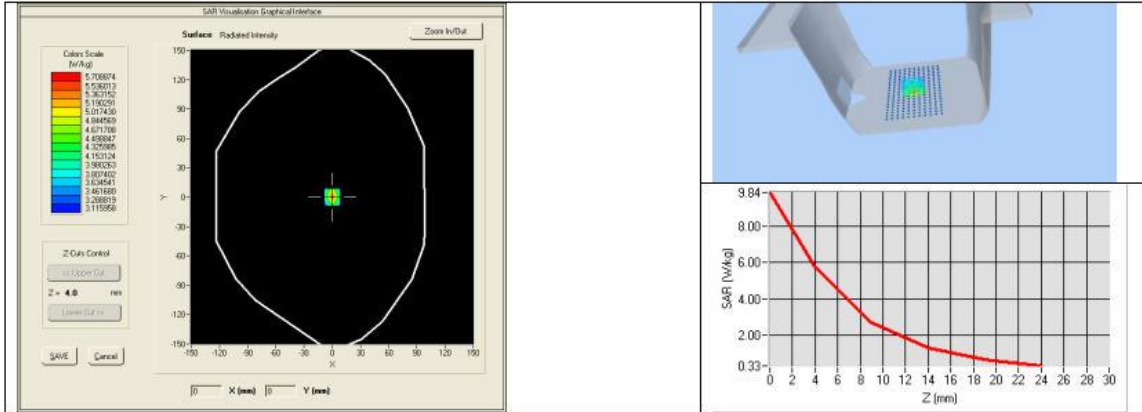 SAR Visualisation Graphical Interface
Surface Radiated Intensity
Zoom In/Out
Colors Scale
(W/kg)
5.708874
5.536013
5.363152
5.190291
5.017430
4.844569
4.671708
4.498847
4.325985
4.153124
3.980263
3.807402
3.634541
3.461680
3.288819
3.115958
150
120
90
60
30
0
-30
-60
-90
-120
-150
Y
-150 -120 -90 -60 -30 0 30 60 90 120 150
X
Z-Cuts Control
<< Upper Cut
Z = 4.0 mm
Lower Cut >>
SAVE Cancel
0 X (mm) 0 Y (mm)
9.84
8.00
6.00
4.00
2.00
0.33
SAR (W/kg)
0 2 4 6 8 10 12 14 16 18 20 22 24 26 28 30
Z (mm)